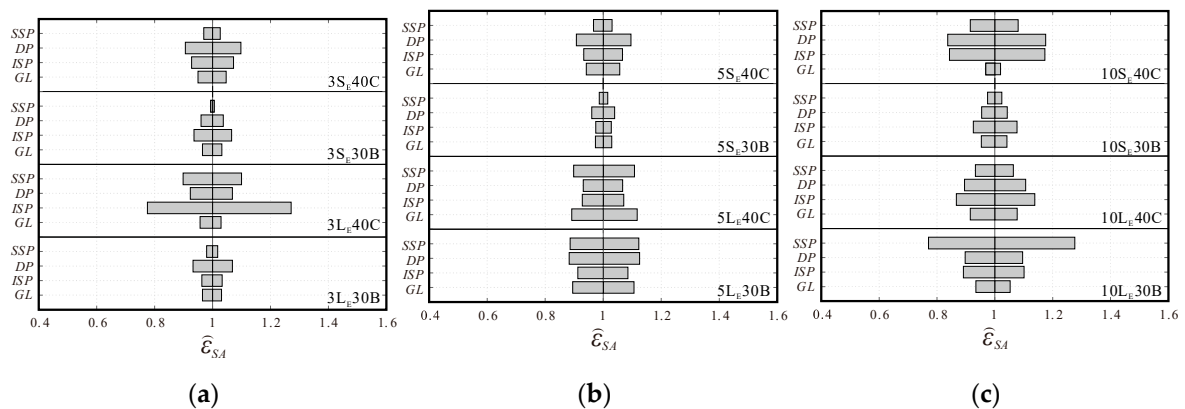 SSP
DP
ISP
GL
3S_E40C
SSP
DP
ISP
GL
3S_E30B
SSP
DP
ISP
GL
3L_E40C
SSP
DP
ISP
GL
3L_E30B
0.4 0.6 0.8 1 1.2 1.4 1.6
ε̂_SA
(a)
SSP
DP
ISP
GL
5S_E40C
SSP
DP
ISP
GL
5S_E30B
SSP
DP
ISP
GL
5L_E40C
SSP
DP
ISP
GL
5L_E30B
0.4 0.6 0.8 1 1.2 1.4 1.6
ε̂_SA
(b)
SSP
DP
ISP
GL
10S_E40C
SSP
DP
ISP
GL
10S_E30B
SSP
DP
ISP
GL
10L_E40C
SSP
DP
ISP
GL
10L_E30B
0.4 0.6 0.8 1 1.2 1.4 1.6
ε̂_SA
(c)